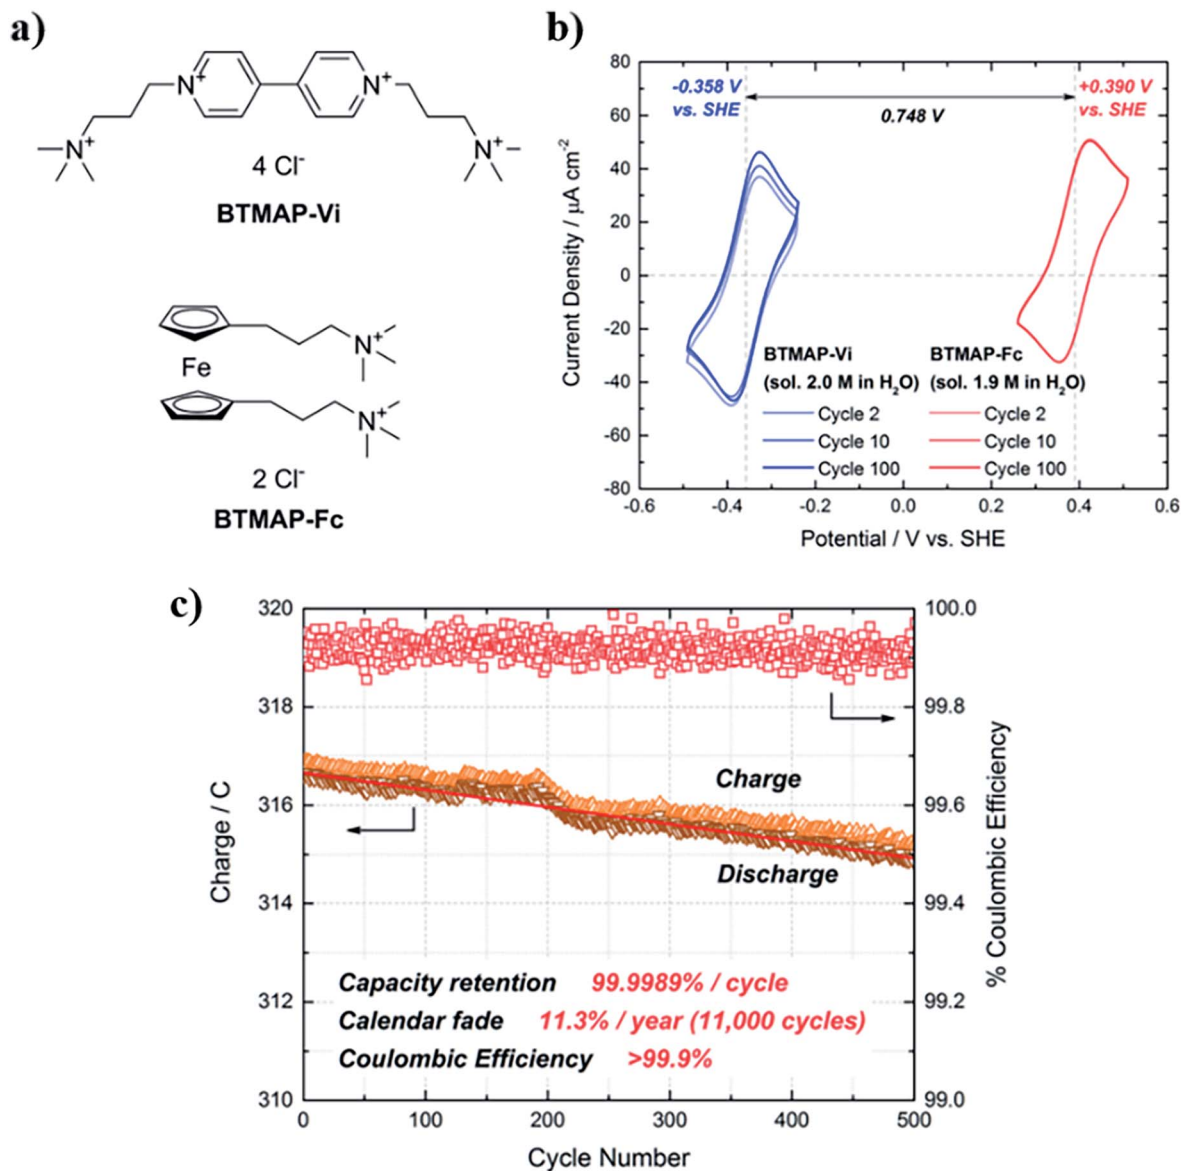 a)
N+
N+
N+
N+
4 Cl-
BTMAP-Vi
Fe
N+
N+
2 Cl-
BTMAP-Fc
b)
80
60
40
20
0
-20
-40
-60
-80
Current Density / μA cm-2
-0.358 V
vs. SHE
0.748 V
+0.390 V
vs. SHE
BTMAP-Vi
(sol. 2.0 M in H2O)
Cycle 2
Cycle 10
Cycle 100
BTMAP-Fc
(sol. 1.9 M in H2O)
Cycle 2
Cycle 10
Cycle 100
-0.6 -0.4 -0.2 0.0 0.2 0.4 0.6
Potential / V vs. SHE
c)
320
318
316
314
312
310
Charge / C
Charge
Discharge
Capacity retention 99.9989% / cycle
Calendar fade 11.3% / year (11,000 cycles)
Coulombic Efficiency >99.9%
100.0
99.8
99.6
99.4
99.2
99.0
% Coulombic Efficiency
0 100 200 300 400 500
Cycle Number